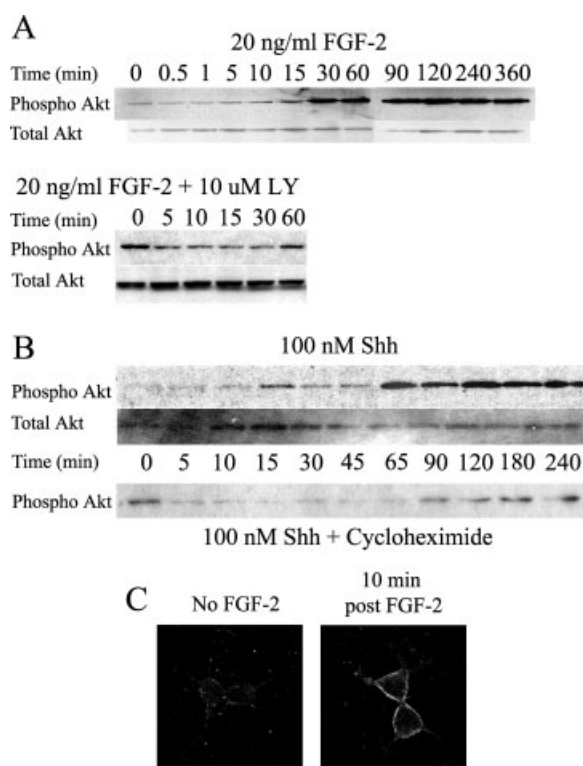 A
20 ng/ml FGF-2
Time (min) 0 0.5 1 5 10 15 30 60 90 120 240 360
Phospho Akt
Total Akt
20 ng/ml FGF-2 + 10 uM LY
Time (min) 0 5 10 15 30 60
Phospho Akt
Total Akt
B
100 nM Shh
Phospho Akt
Total Akt
Time (min) 0 5 10 15 30 45 65 90 120 180 240
Phospho Akt
100 nM Shh + Cycloheximide
C
No FGF-2
10 min
post FGF-2